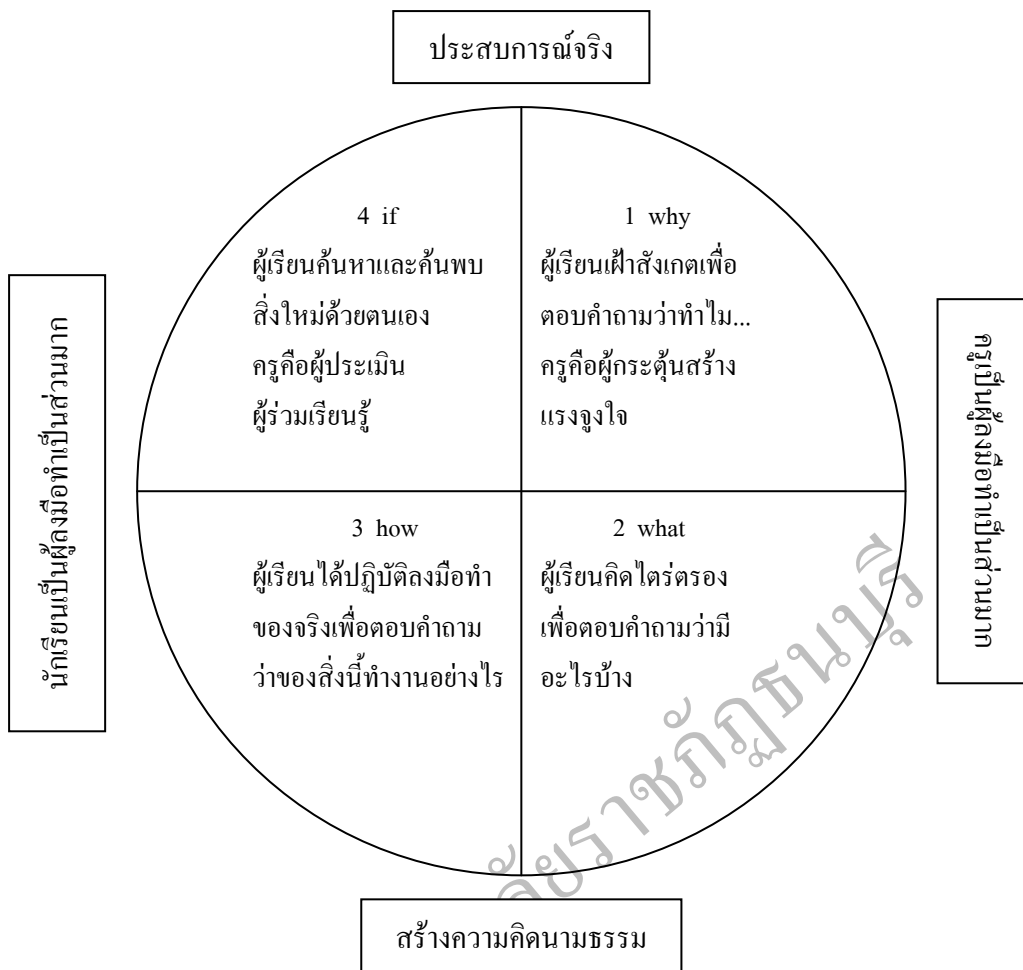 ประสบการณ์จริง
4 if
ผู้เรียนค้นหาและค้นพบ
สิ่งใหม่ด้วยตนเอง
ครูคือผู้ประเมิน
ผู้ร่วมเรียนรู้
1 why
ผู้เรียนเฝ้าสังเกตเพื่อ
ตอบคำถามว่าทำไม...
ครูคือผู้กระตุ้นสร้าง
แรงจูงใจ
นักเรียนเป็นผู้ลงมือทำเป็นส่วนมาก
ครูเป็นผู้ลงมือทำเป็นส่วนมาก
3 how
ผู้เรียนได้ปฏิบัติลงมือทำ
ของจริงเพื่อตอบคำถาม
ว่าของสิ่งนี้ทำงานอย่างไร
2 what
ผู้เรียนคิดไตร่ตรอง
เพื่อตอบคำถามว่ามี
อะไรบ้าง
ลัยราชภัฏธนบุรี
สร้างความคิดนามธรรม